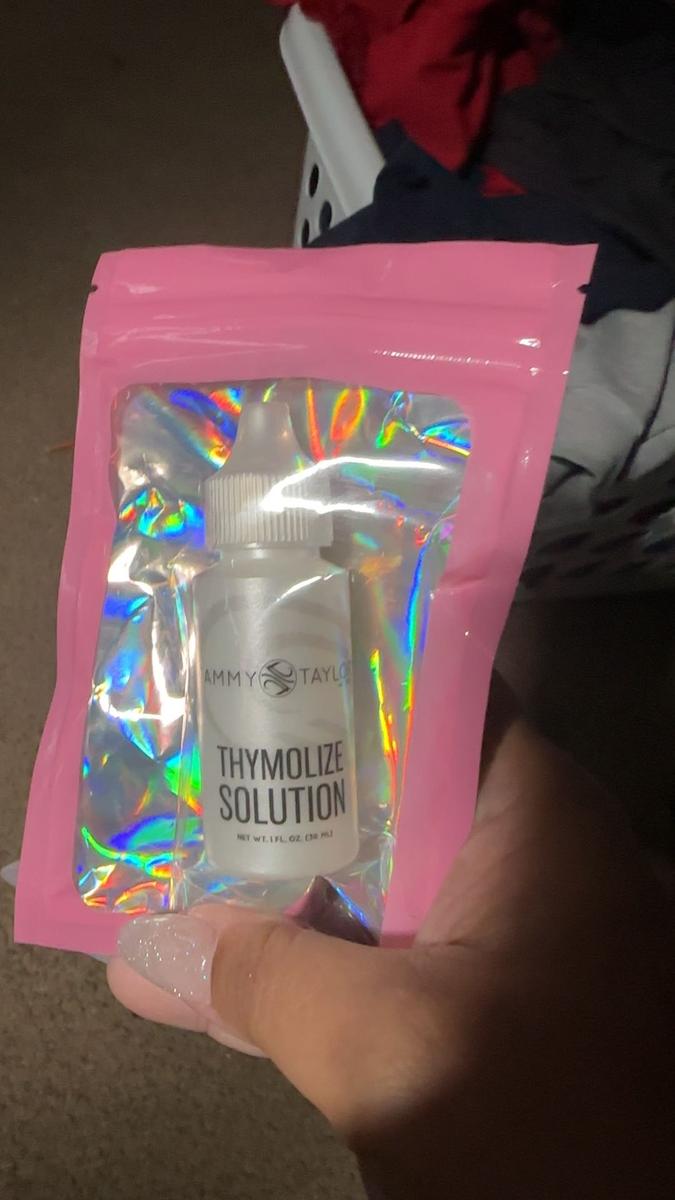 AMMY TAYLO
THYMOLIZE
SOLUTION
NET WT. 1 FL. OZ. (30 ML)